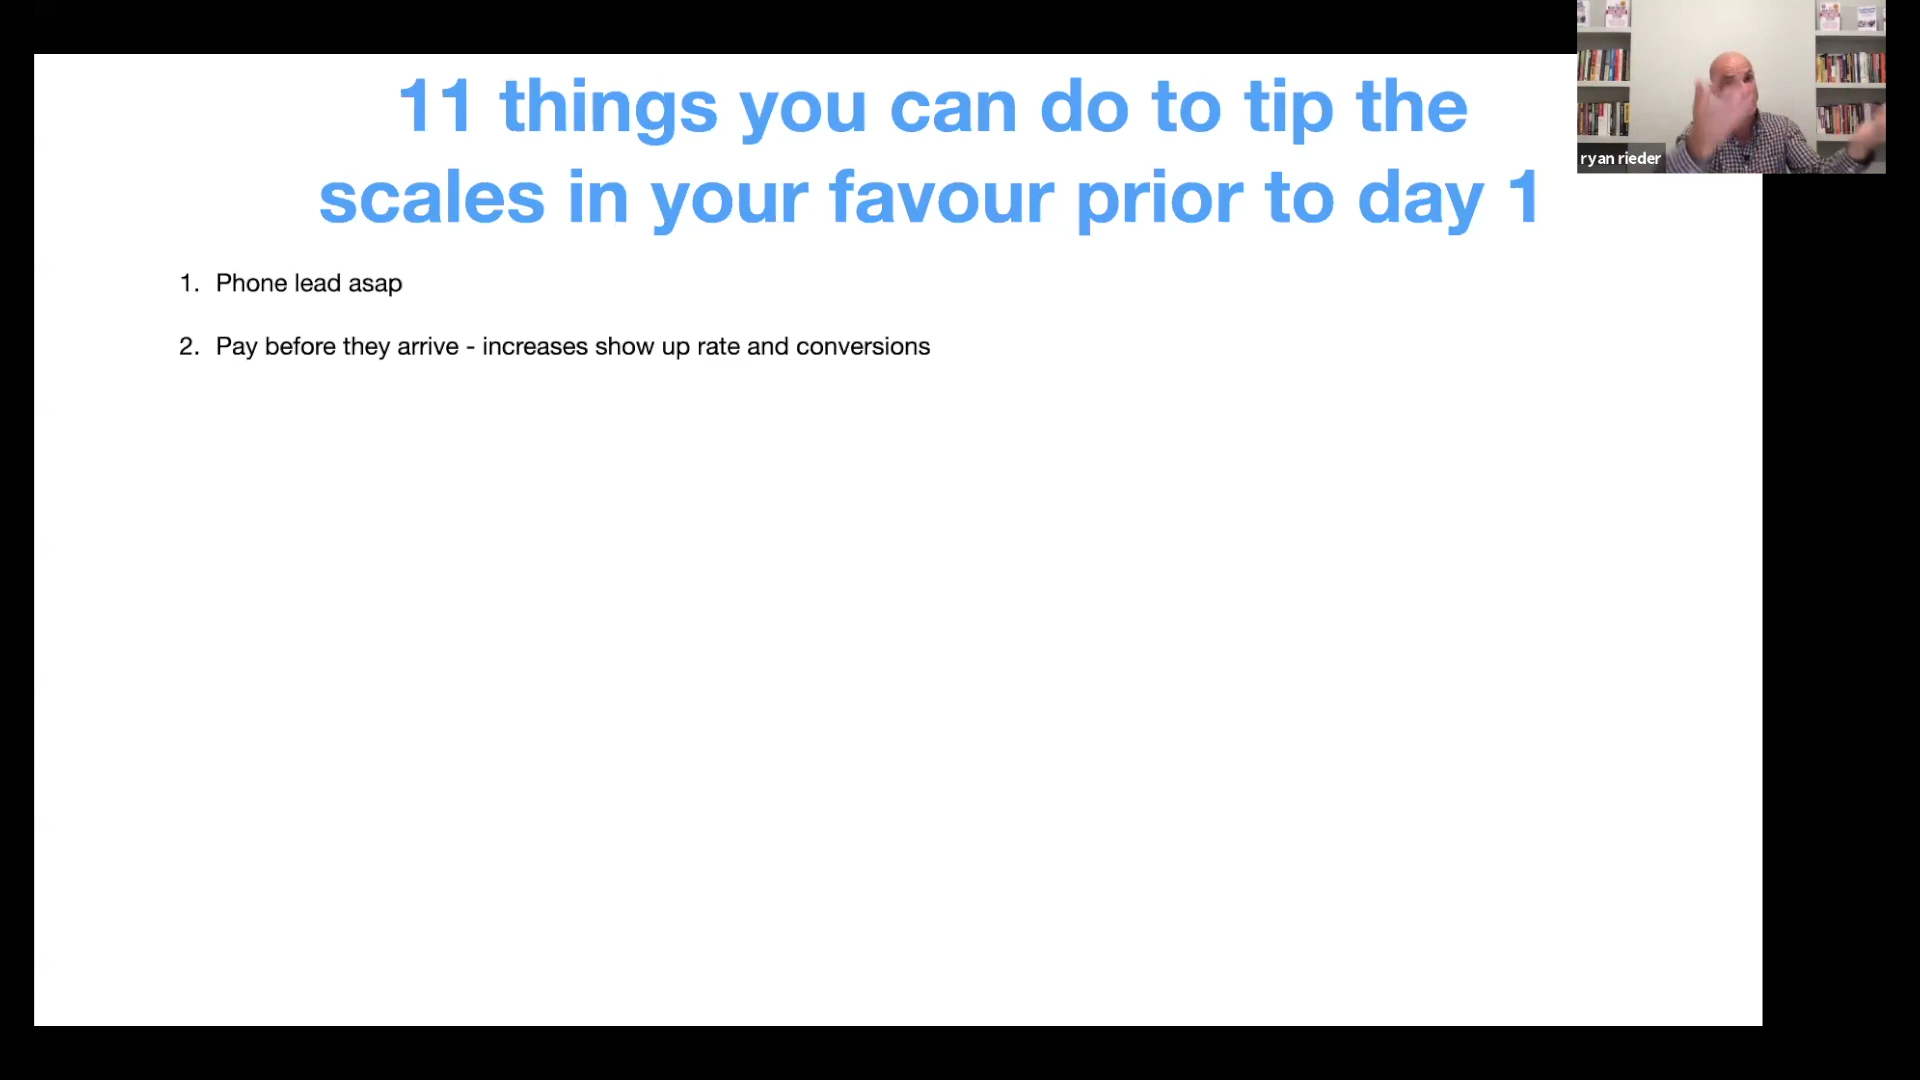 11 things you can do to tip the
scales in your favour prior to day 1
1. Phone lead asap
2. Pay before they arrive - increases show up rate and conversions
ryan rieder